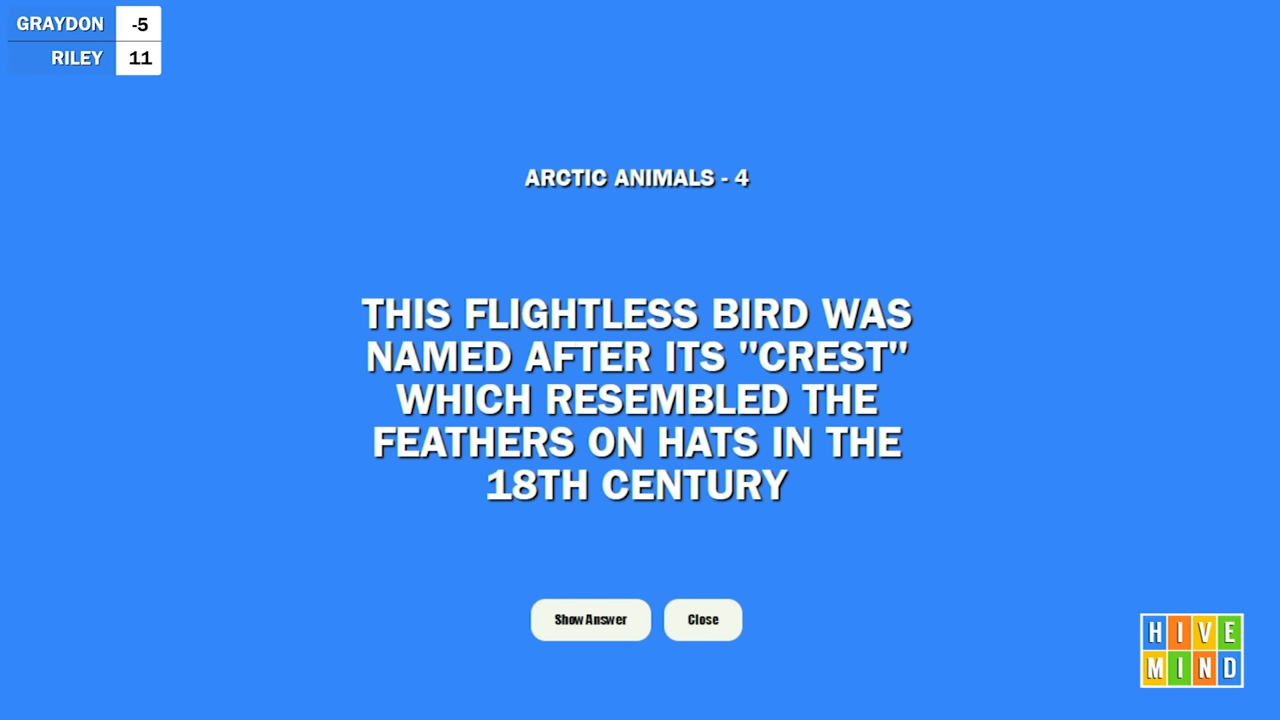 GRAYDON -5
RILEY 11
ARCTIC ANIMALS - 4
THIS FLIGHTLESS BIRD WAS
NAMED AFTER ITS "CREST"
WHICH RESEMBLED THE
FEATHERS ON HATS IN THE
18TH CENTURY
Show Answer Close
HIVE
MIND